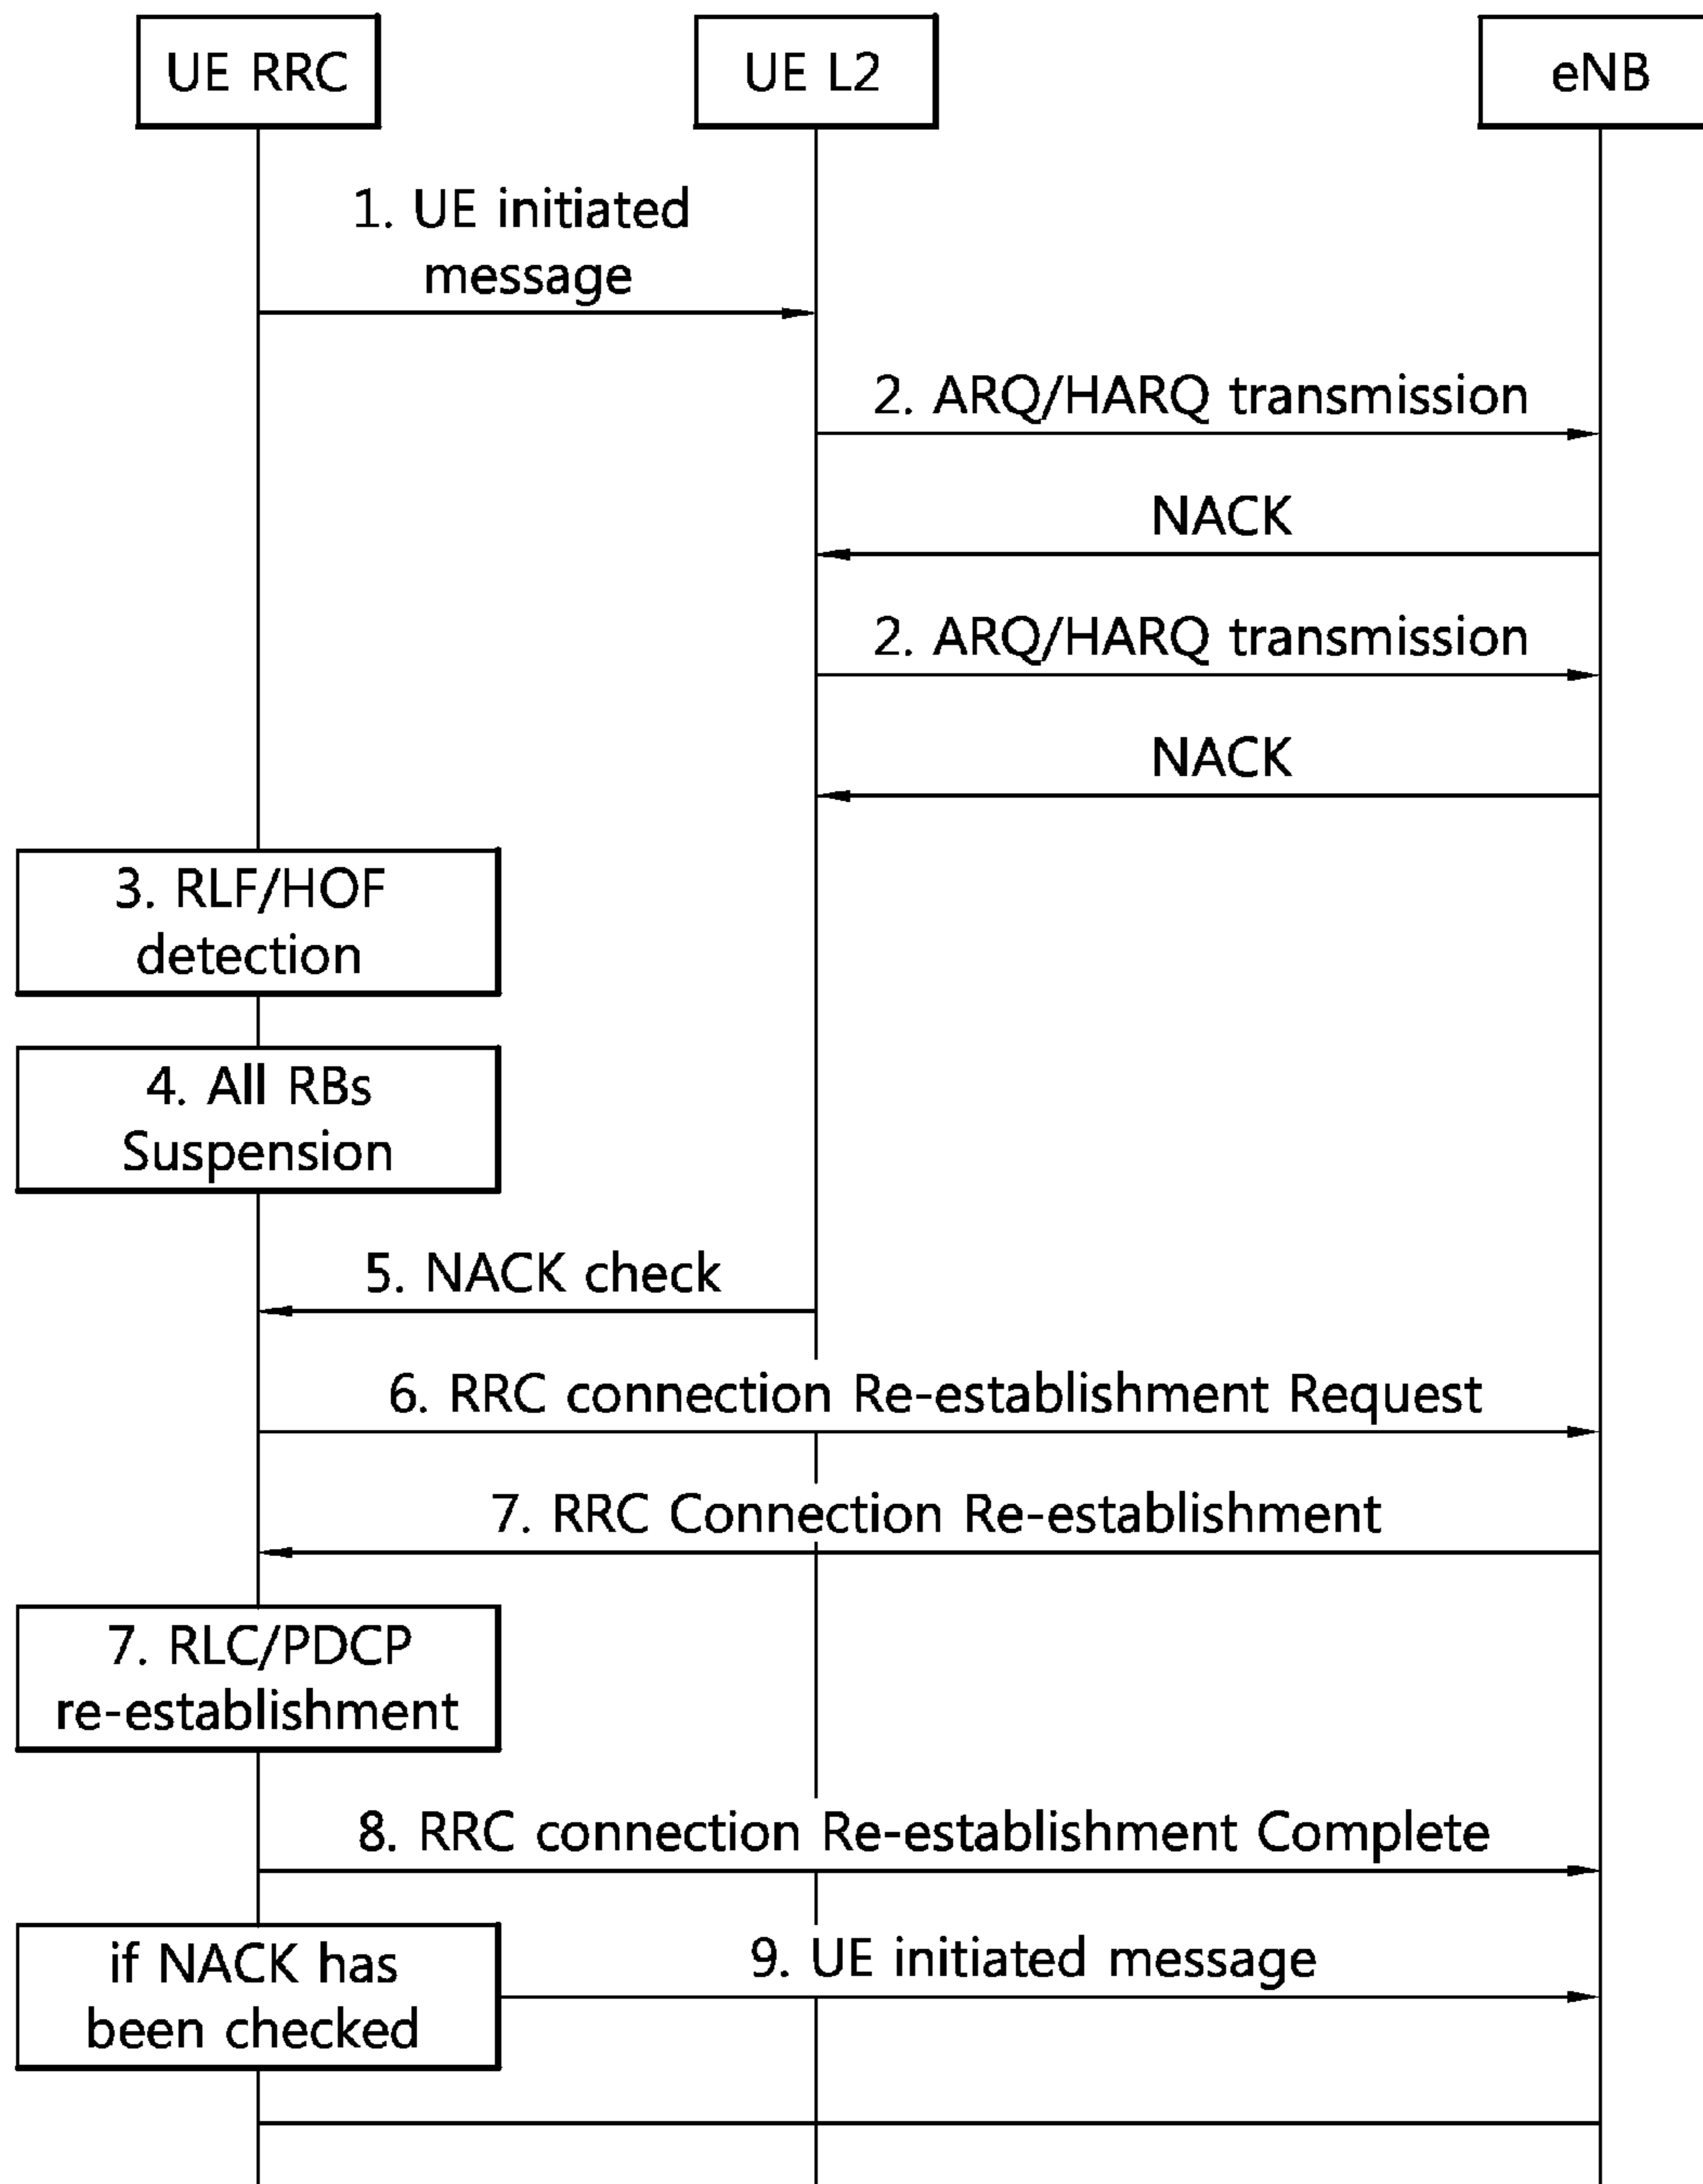 UE RRC
UE L2
eNB
1. UE initiated
message
2. ARQ/HARQ transmission
NACK
2. ARQ/HARQ transmission
NACK
3. RLF/HOF
detection
4. All RBs
Suspension
5. NACK check
6. RRC connection Re-establishment Request
7. RRC Connection Re-establishment
7. RLC/PDCP
re-establishment
8. RRC connection Re-establishment Complete
if NACK has
been checked
9. UE initiated message